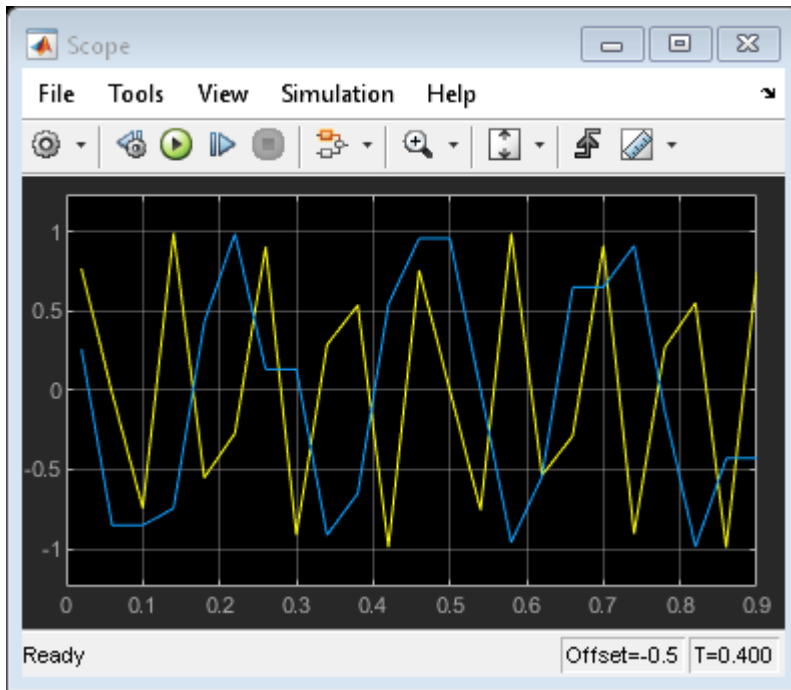 Scope
File Tools View Simulation Help
1
0.5
0
-0.5
-1
0 0.1 0.2 0.3 0.4 0.5 0.6 0.7 0.8 0.9
Ready Offset=-0.5 T=0.400